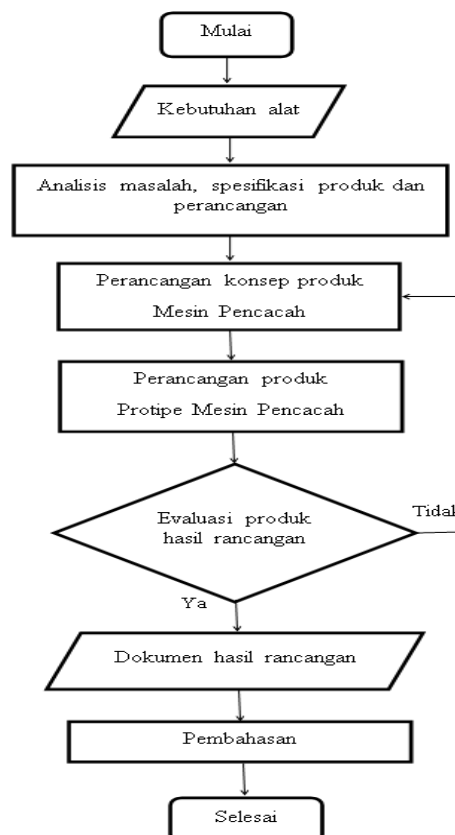 Mulai
Kebutuhan alat
Analisis masalah, spesifikasi produk dan
perancangan
Perancangan konsep produk
Mesin Pencacah
Perancangan produk
Protipe Mesin Pencacah
Evaluasi produk
hasil rancangan
Tidak
Ya
Dokumen hasil rancangan
Pembahasan
Selesai